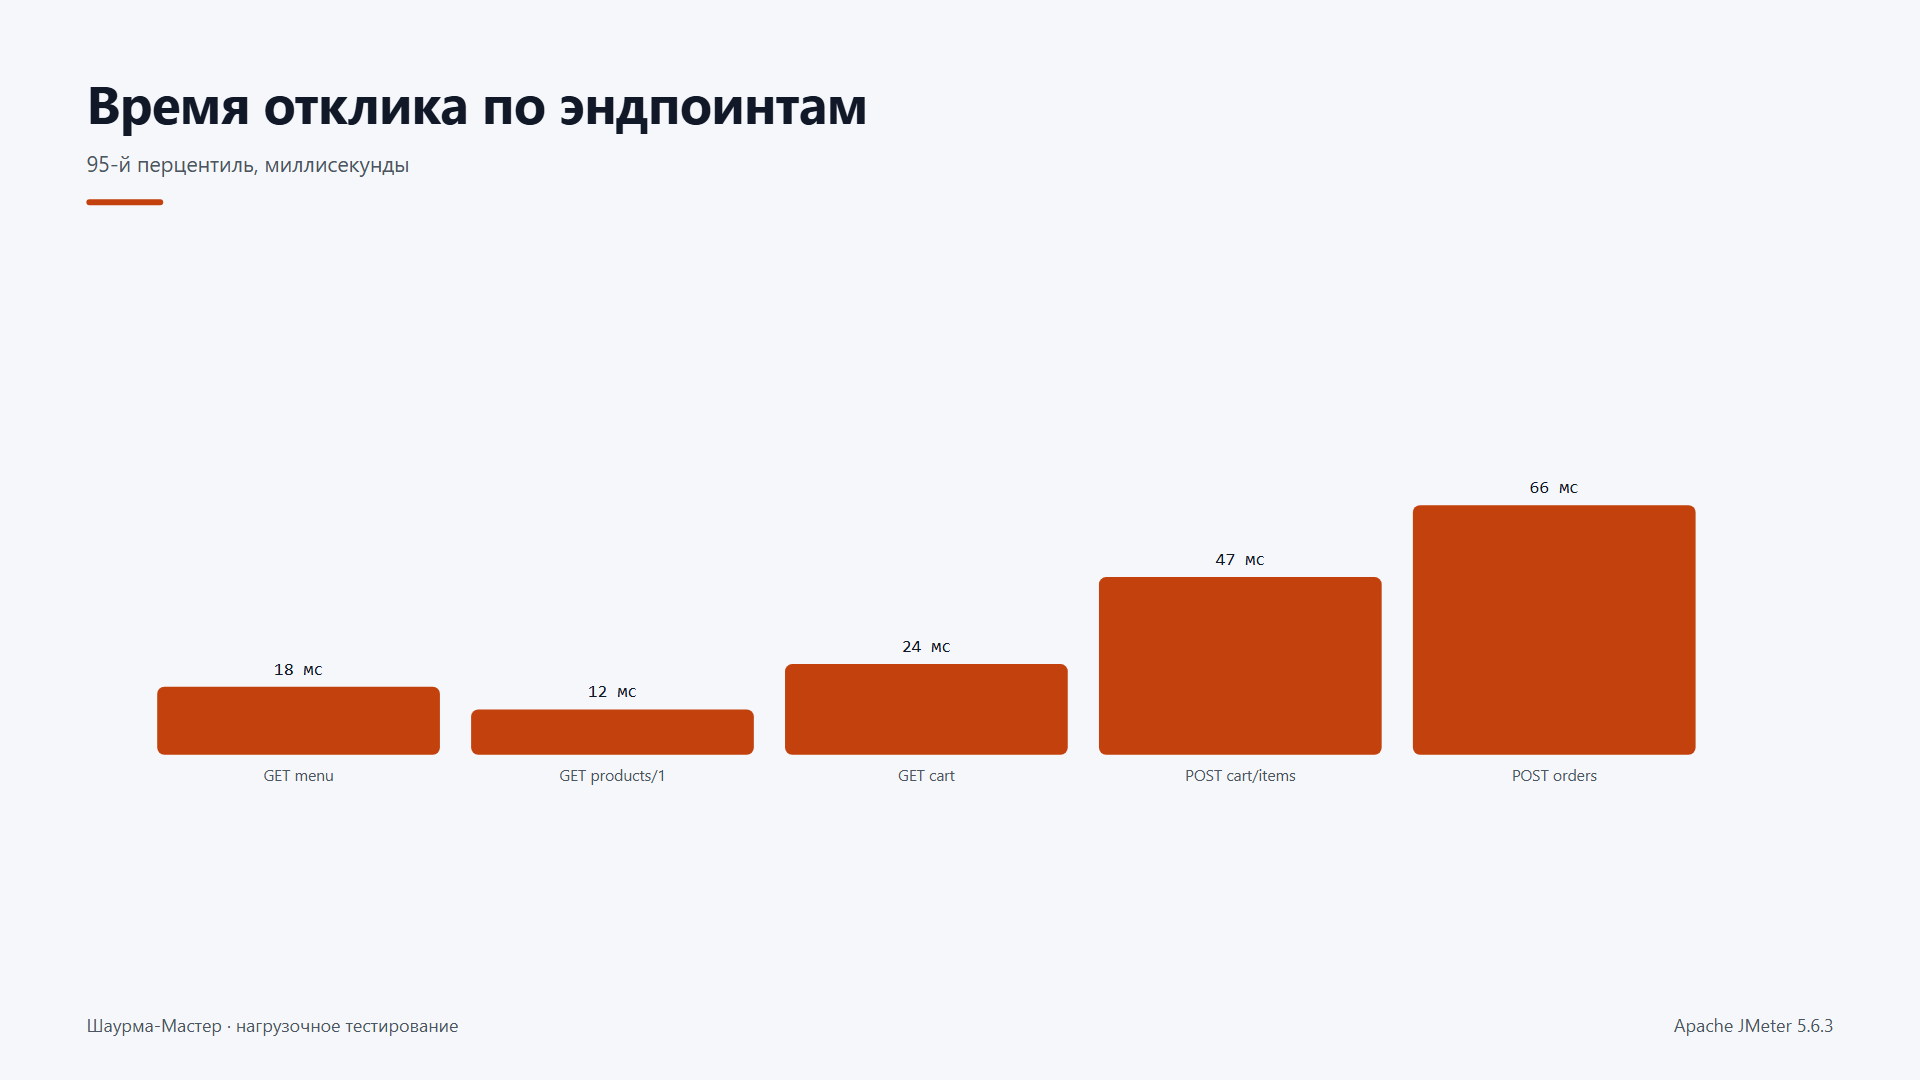 Время отклика по эндпоинтам
95-й перцентиль, миллисекунды
66 мс
47 мс
24 мс
18 мс
12 мс
GET menu
GET products/1
GET cart
POST cart/items
POST orders
Шаурма-Мастер · нагрузочное тестирование
Apache JMeter 5.6.3